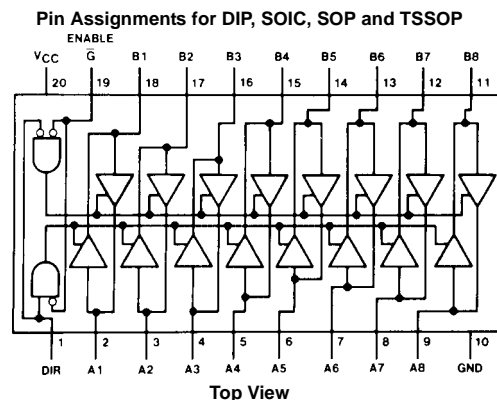 Pin Assignments for DIP, SOIC, SOP and TSSOP
ENABLE
VCC G B1 B2 B3 B4 B5 B6 B7 B8
20 19 18 17 16 15 14 13 12 11
1 2 3 4 5 6 7 8 9 10
DIR A1 A2 A3 A4 A5 A6 A7 A8 GND
Top View